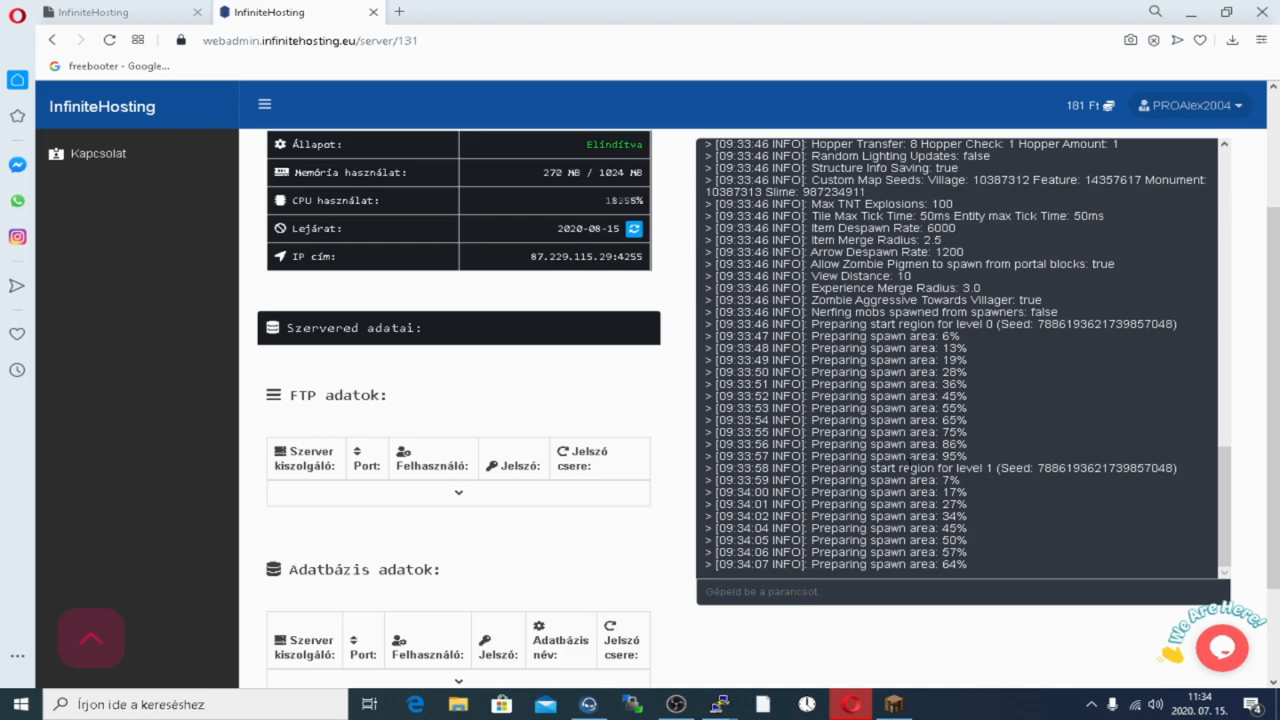 InfiniteHosting
InfiniteHosting
webadmin.infinitehosting.eu/server/131
freebooter - Google...
InfiniteHosting
181 Ft
PROAlex2004
Kapcsolat
Állapot: Elindítva
Memória használat: 270 MB / 1024 MB
CPU használat:
Lejárat: 2020-08-15
IP cím: 87.229.115.29:4255
Szervered adatai:
FTP adatok:
Szerver kiszolgáló:
Port:
Felhasználó:
Jelszó:
Jelszó csere:
Adatbázis adatok:
Szerver kiszolgáló:
Port:
Felhasználó:
Jelszó:
Adatbázis név:
Jelszó csere:
> [09:33:46 INFO]: Hopper Transfer: 8 Hopper Check: 1 Hopper Amount: 1
> [09:33:46 INFO]: Random Lighting Updates: false
> [09:33:46 INFO]: Structure Info Saving: true
> [09:33:46 INFO]: Custom Map Seeds: Village: 10387312 Feature: 14357617 Monument:
10387313 Slime: 987234911
> [09:33:46 INFO]: Max TNT Explosions: 100
> [09:33:46 INFO]: Tile Max Tick Time: 50ms Entity max Tick Time: 50ms
> [09:33:46 INFO]: Item Despawn Rate: 6000
> [09:33:46 INFO]: Item Merge Radius: 2.5
> [09:33:46 INFO]: Arrow Despawn Rate: 1200
> [09:33:46 INFO]: Allow Zombie Pigmen to spawn from portal blocks: true
> [09:33:46 INFO]: View Distance: 10
> [09:33:46 INFO]: Experience Merge Radius: 3.0
> [09:33:46 INFO]: Zombie Aggressive Towards Villager: true
> [09:33:46 INFO]: Nerfing mobs spawned from spawners: false
> [09:33:46 INFO]: Preparing start region for level 0 (Seed: 7886193621739857048)
> [09:33:47 INFO]: Preparing spawn area: 6%
> [09:33:48 INFO]: Preparing spawn area: 13%
> [09:33:49 INFO]: Preparing spawn area: 19%
> [09:33:50 INFO]: Preparing spawn area: 28%
> [09:33:51 INFO]: Preparing spawn area: 36%
> [09:33:52 INFO]: Preparing spawn area: 45%
> [09:33:53 INFO]: Preparing spawn area: 55%
> [09:33:54 INFO]: Preparing spawn area: 65%
> [09:33:55 INFO]: Preparing spawn area: 75%
> [09:33:56 INFO]: Preparing spawn area: 86%
> [09:33:57 INFO]: Preparing spawn area: 95%
> [09:33:58 INFO]: Preparing start region for level 1 (Seed: 7886193621739857048)
> [09:33:59 INFO]: Preparing spawn area: 7%
> [09:34:00 INFO]: Preparing spawn area: 17%
> [09:34:01 INFO]: Preparing spawn area: 27%
> [09:34:02 INFO]: Preparing spawn area: 34%
> [09:34:04 INFO]: Preparing spawn area: 45%
> [09:34:05 INFO]: Preparing spawn area: 50%
> [09:34:06 INFO]: Preparing spawn area: 57%
> [09:34:07 INFO]: Preparing spawn area: 64%
Gépeld be a parancsot.
We Are Here!
Írjon ide a kereséshez
11:34
2020. 07. 15.
4